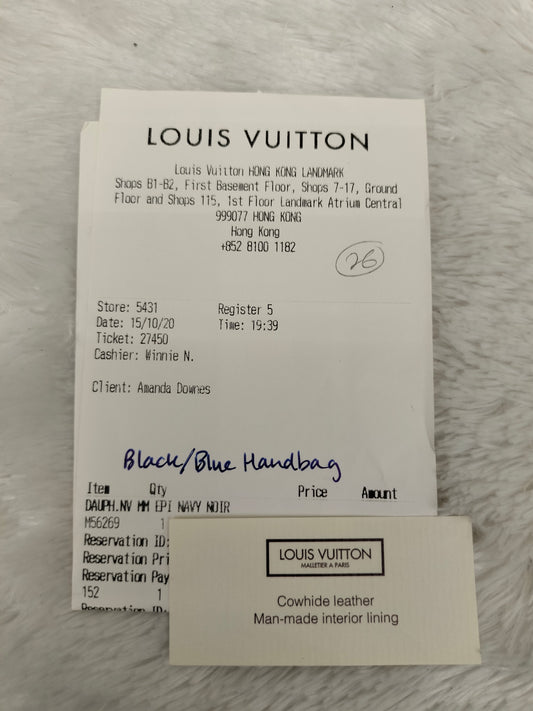 LOUIS VUITTON
Louis Vuitton HONG KONG LANDMARK
Shops B1-B2, First Basement Floor, Shops 7-17, Ground
Floor and Shops 115, 1st Floor Landmark Atrium Central
999077 HONG KONG
Hong Kong
+852 8100 1182
26
Store: 5431 Register 5
Date: 15/10/20 Time: 19:39
Ticket: 27450
Cashier: Winnie N.
Client: Amanda Downes
Black/Blue Handbag
Item Qty Price Amount
DAUPH.NV MM EPI NAVY NOIR
M56269 1
Reservation ID:
Reservation Pri
Reservation Pay
152 1
Reservation ID:
LOUIS VUITTON
MALLETIER A PARIS
Cowhide leather
Man-made interior lining